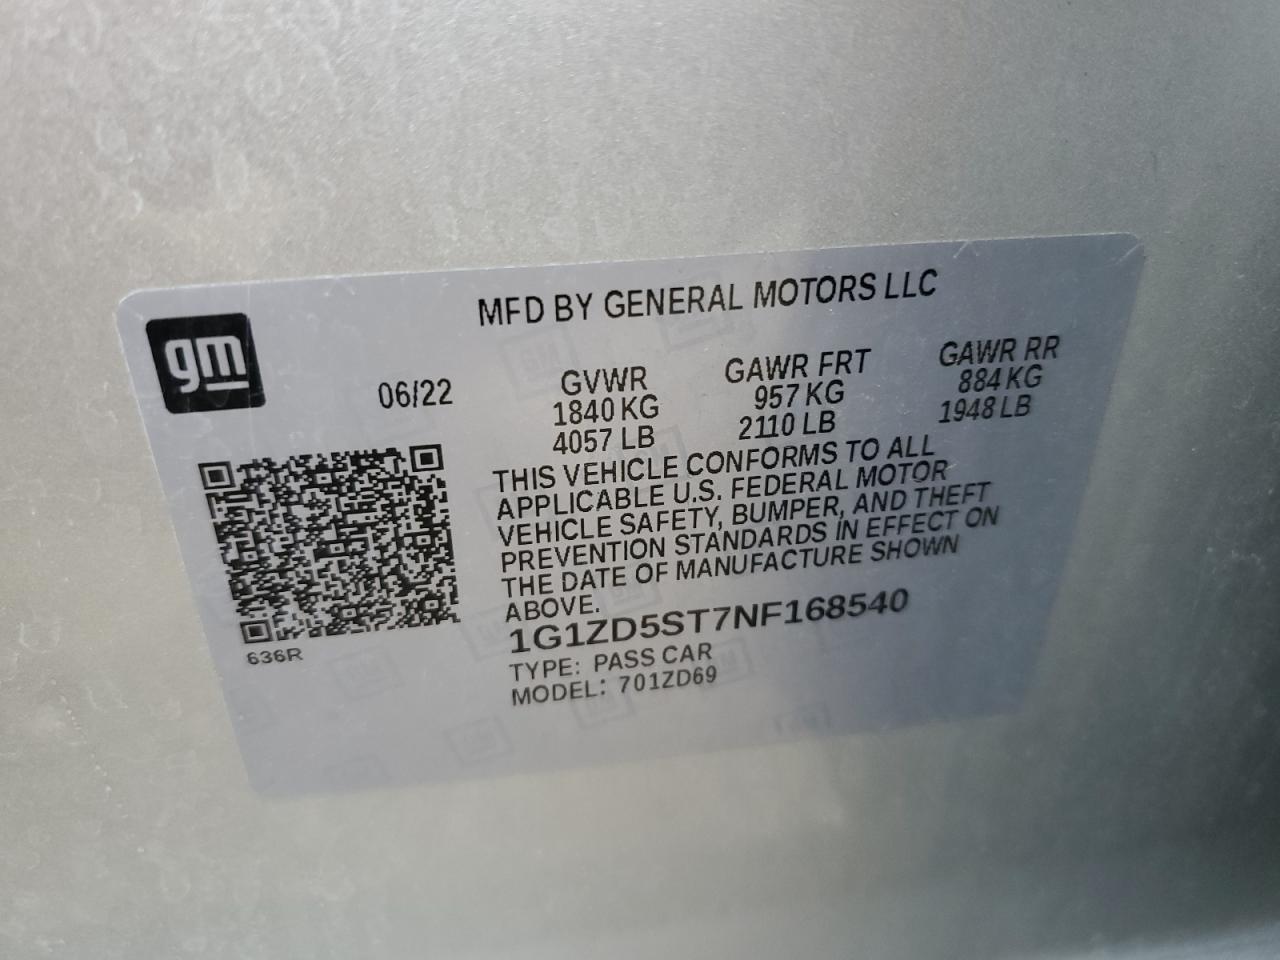 MFD BY GENERAL MOTORS LLC
gm
06/22
GVWR
1840 KG
4057 LB
GAWR FRT
957 KG
2110 LB
GAWR RR
884 KG
1948 LB
THIS VEHICLE CONFORMS TO ALL
APPLICABLE U.S. FEDERAL MOTOR
VEHICLE SAFETY, BUMPER, AND THEFT
PREVENTION STANDARDS IN EFFECT ON
THE DATE OF MANUFACTURE SHOWN
ABOVE.
1G1ZD5ST7NF168540
TYPE: PASS CAR
MODEL: 701ZD69
636R